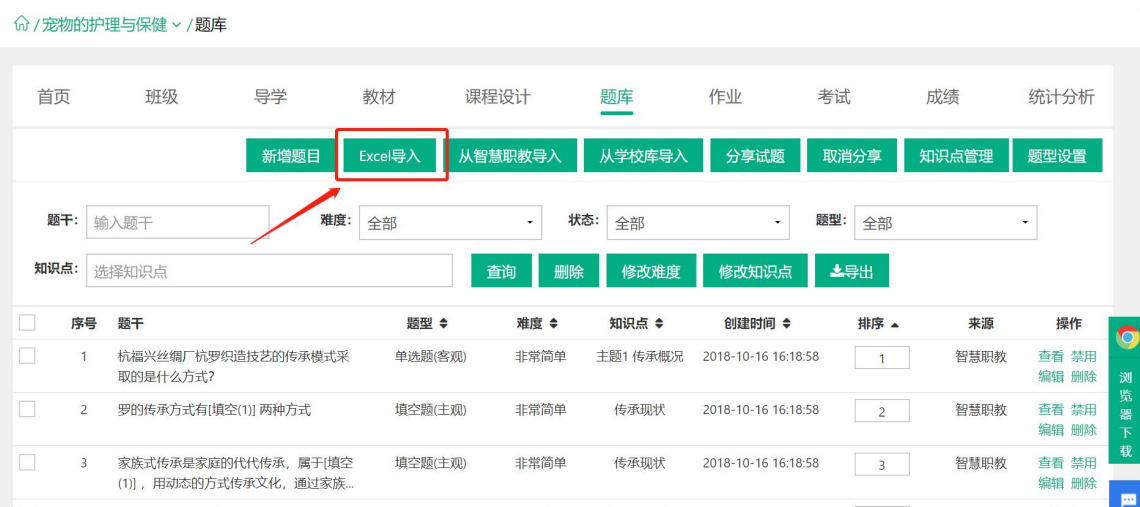 /宠物的护理与保健 /题库
首页 班级 导学 教材 课程设计 题库 作业 考试 成绩 统计分析
新增题目 Excel导入 从智慧职教导入 从学校库导入 分享试题 取消分享 知识点管理 题型设置
题干: 输入题干 难度: 全部 状态: 全部 题型: 全部
知识点: 选择知识点 查询 删除 修改难度 修改知识点 导出
序号 题干 题型 难度 知识点 创建时间 排序 来源 操作
1 杭福兴丝绸厂杭罗织造技艺的传承模式采 单选题(客观) 非常简单 主题1 传承概况 2018-10-16 16:18:58 1 智慧职教 查看 禁用
取的是什么方式? 编辑 删除
2 罗的传承方式有[填空(1)] 两种方式 填空题(主观) 非常简单 传承现状 2018-10-16 16:18:58 2 智慧职教 查看 禁用
编辑 删除
3 家族式传承是家庭的代代传承，属于[填空 填空题(主观) 非常简单 传承现状 2018-10-16 16:18:58 3 智慧职教 查看 禁用
(1)] ，用动态的方式传承文化，通过家族... 编辑 删除
浏览器下载